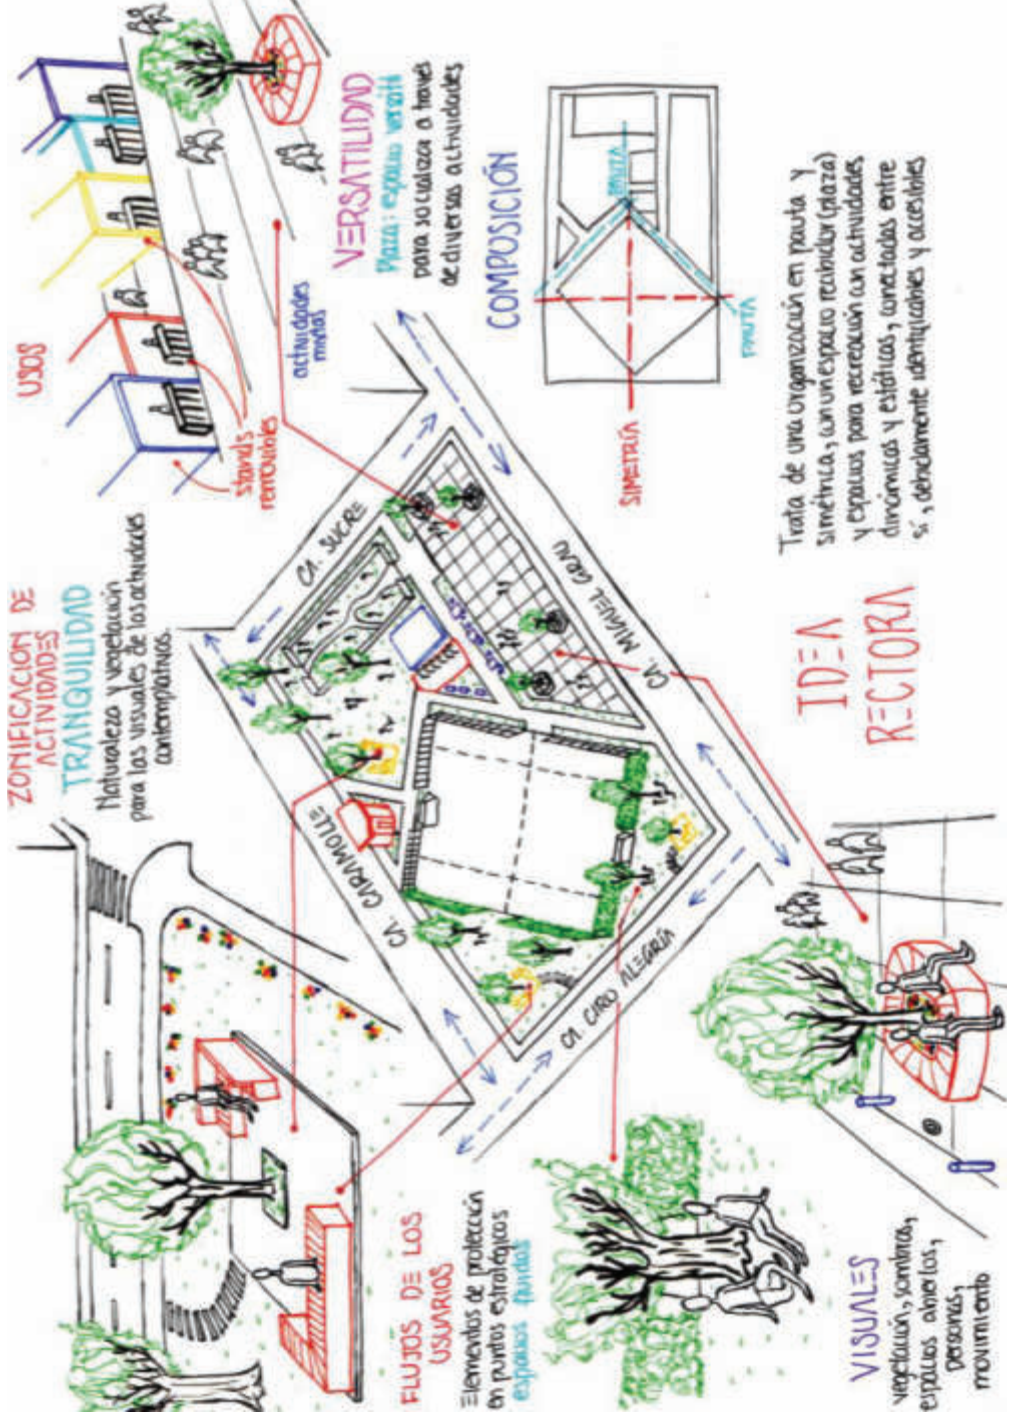 ZONIFICACIÓN DE
ACTIVIDADES
TRANQUILIDAD
Naturaleza y vegetación
para las visuales de las actividades
contemplativas.
USOS
stands
removibles
actividades
mixtas
VERSATILIDAD
Plaza: espacio versátil
para socializar a través
de diversas actividades
FLUJOS DE LOS
USUARIOS
Elementos de protección
en puntos estratégicos
espacios fluidos
CA. CARAMOLLE
CA. SUCRE
CA. MIGUEL GRAU
CA. CIRO ALEGRÍA
COMPOSICIÓN
PAUTA
SIMETRÍA
PAUTA
VISUALES
vegetación, sombras,
espacios abiertos,
personas,
movimiento
IDEA
RECTORA
Trata de una organización en pauta y
simétrica, con un espacio recibidor (plaza)
y espacios para recreación con actividades
dinámicas y estáticas, conectadas entre
sí, debidamente identificables y accesibles